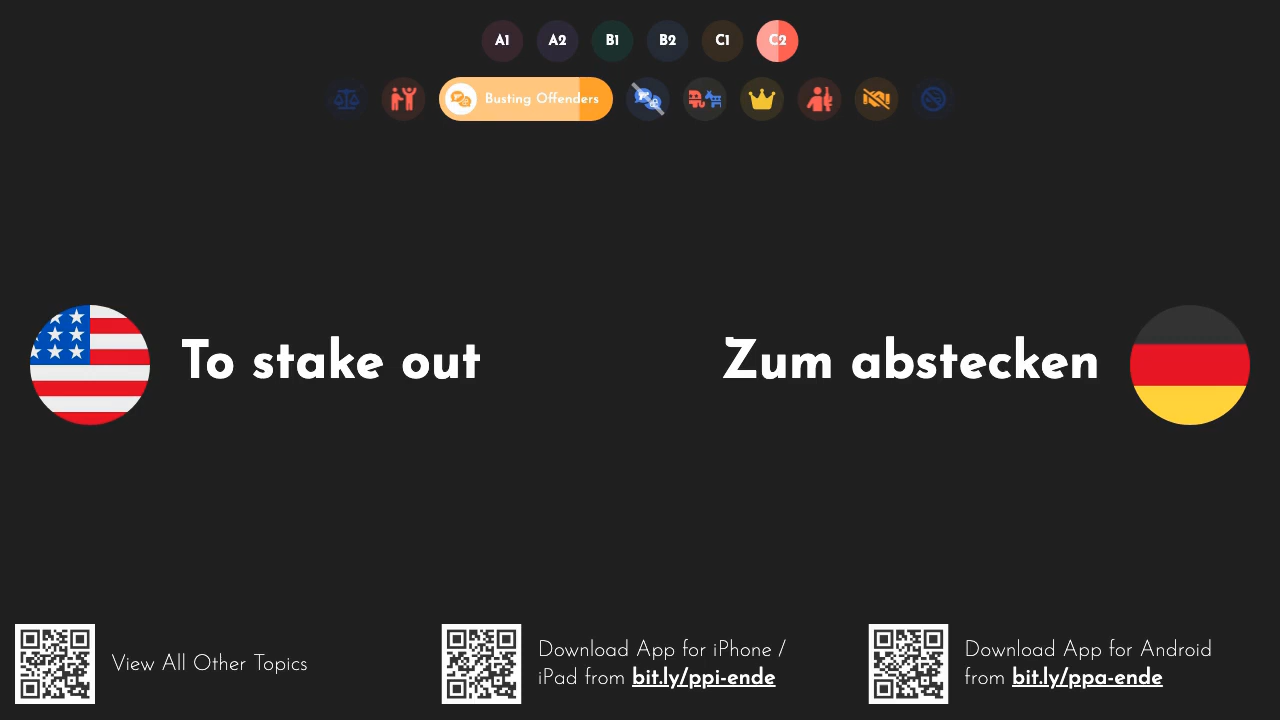 A1 A2 B1 B2 C1 C2
Busting Offenders
To stake out
Zum abstecken
View All Other Topics
Download App for iPhone /
iPad from bit.ly/ppi-ende
Download App for Android
from bit.ly/ppa-ende